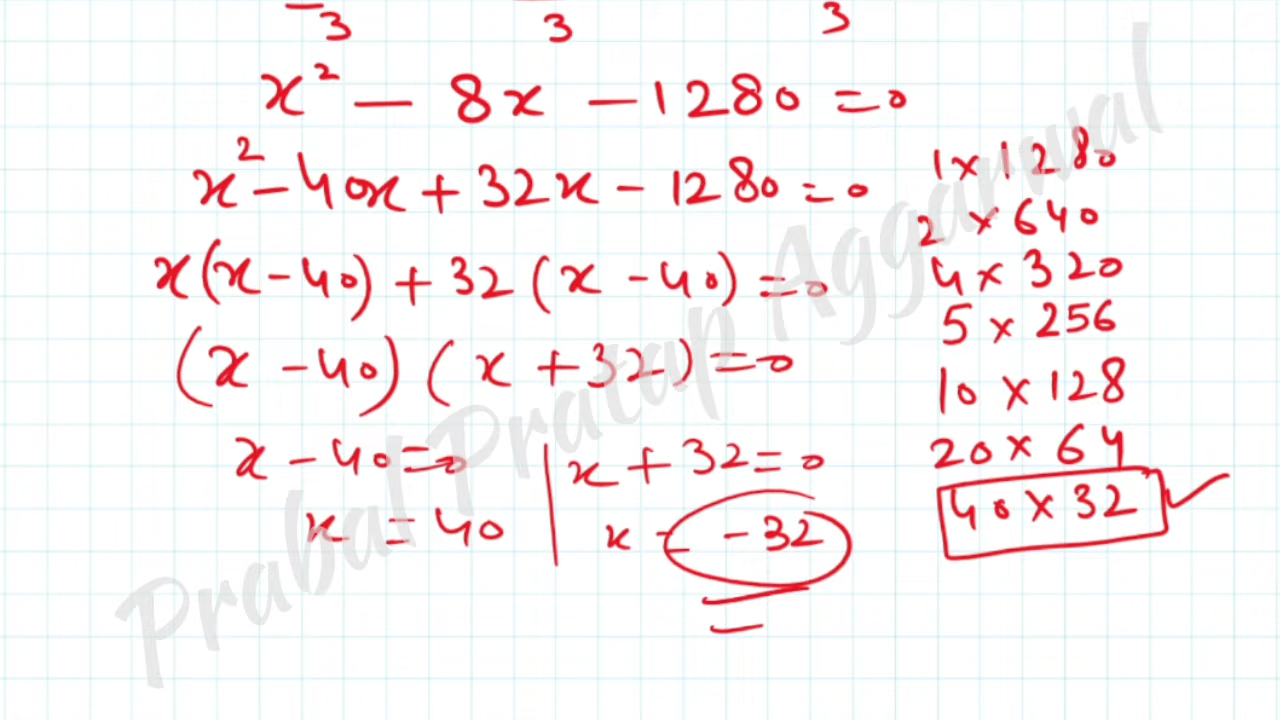 3 3 3
x² - 8x - 1280 = 0
x² - 40x + 32x - 1280 = 0
x(x - 40) + 32(x - 40) = 0
(x - 40)(x + 32) = 0
x - 40 = 0 | x + 32 = 0
x = 40 | x = -32
1 x 1280
2 x 640
4 x 320
5 x 256
10 x 128
20 x 64
40 x 32 ✓
Prabal Pratap Aggarwal